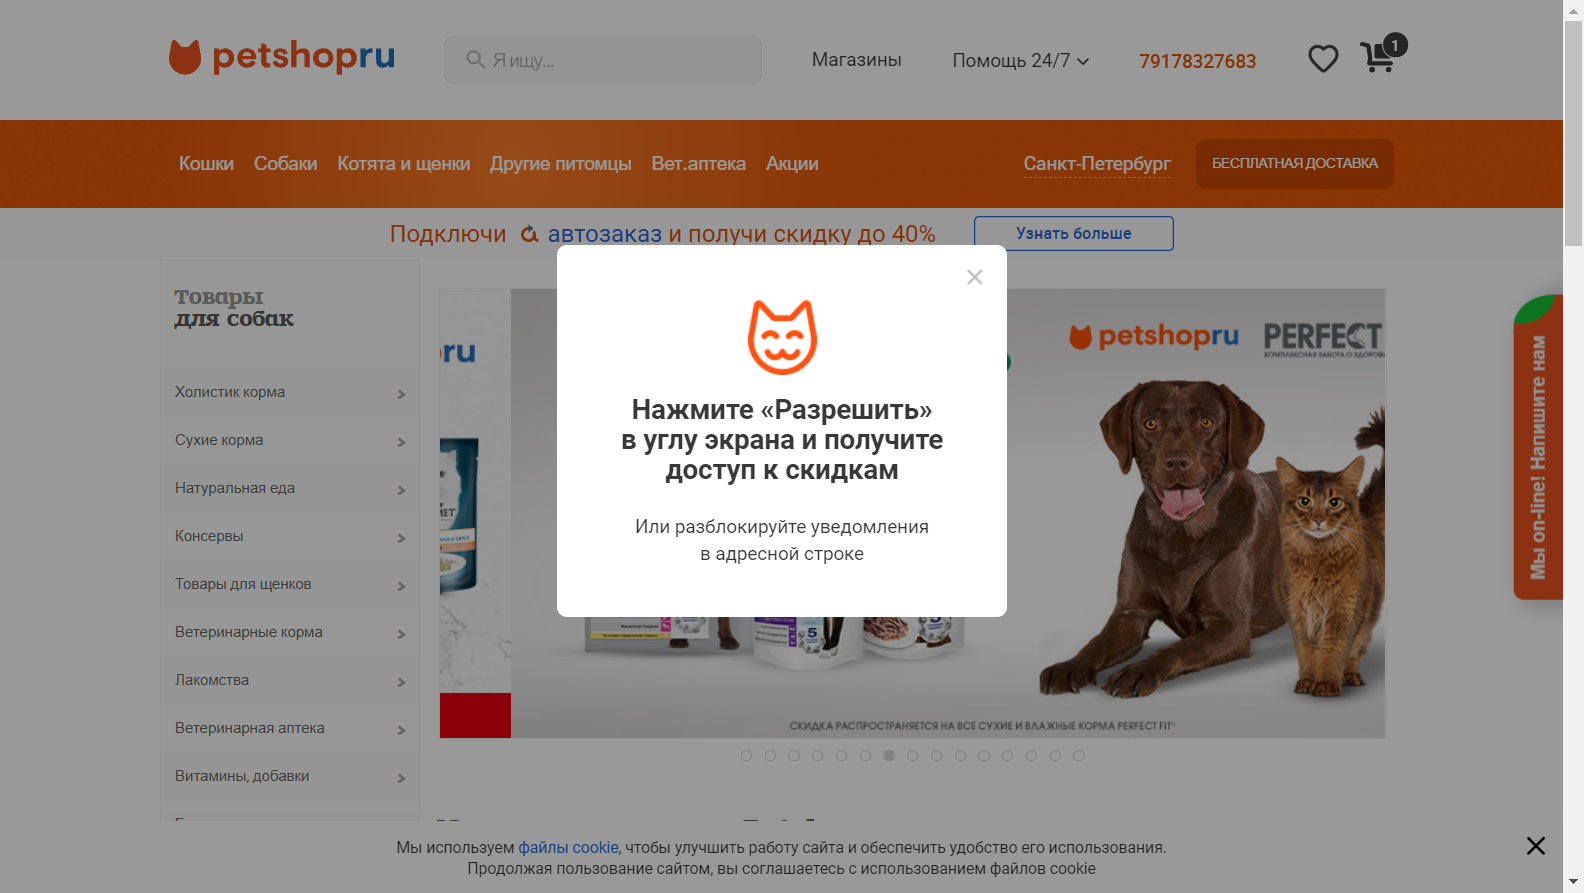 petshopru
Я ищу...
Магазины
Помощь 24/7
79178327683
1
Кошки
Собаки
Котята и щенки
Другие питомцы
Вет.аптека
Акции
Санкт-Петербург
БЕСПЛАТНАЯ ДОСТАВКА
Подключи автозаказ и получи скидку до 40%
Узнать больше
Товары
для собак
Холистик корма
Сухие корма
Натуральная еда
Консервы
Товары для щенков
Ветеринарные корма
Лакомства
Ветеринарная аптека
Витамины, добавки
ru
petshopru
PERFECT
Нажмите «Разрешить»
в углу экрана и получите
доступ к скидкам
Или разблокируйте уведомления
в адресной строке
5
5
СКИДКА РАСПРОСТРАНЯЕТСЯ НА ВСЕ СУХИЕ И ВЛАЖНЫЕ КОРМА PERFECT FIT
Мы on-line! Напишите нам
Мы используем файлы cookie, чтобы улучшить работу сайта и обеспечить удобство его использования.
Продолжая пользование сайтом, вы соглашаетесь с использованием файлов cookie